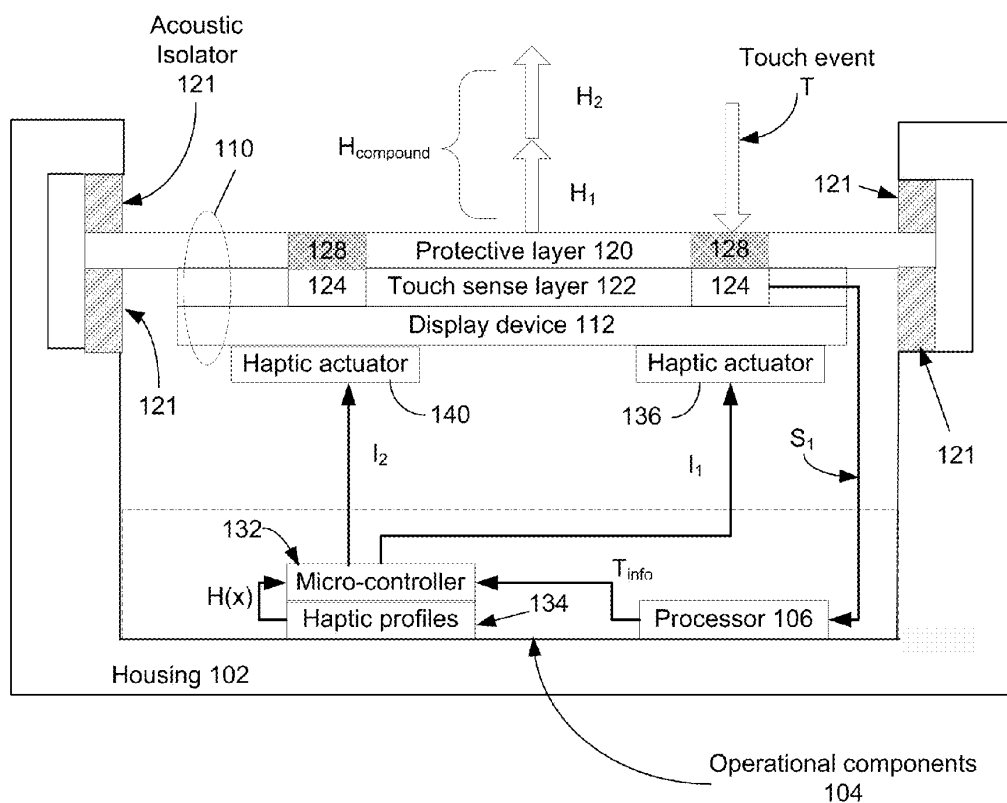 Acoustic
Isolator
121
Touch event
T
H2
Hcompound
H1
110
121
128
Protective layer 120
128
124
Touch sense layer 122
124
Display device 112
Haptic actuator
Haptic actuator
121
140
136
121
S1
I2
I1
132
Micro-controller
Tinfo
H(x)
Haptic profiles
134
Processor 106
Housing 102
Operational components
104